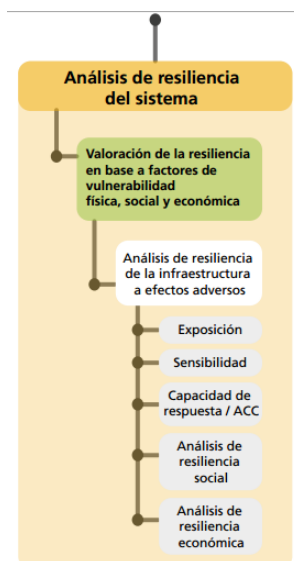 Análisis de resiliencia
del sistema
Valoración de la resiliencia
en base a factores de
vulnerabilidad
física, social y económica
Análisis de resiliencia
de la infraestructura
a efectos adversos
Exposición
Sensibilidad
Capacidad de
respuesta / ACC
Análisis de
resiliencia
social
Análisis de
resiliencia
económica